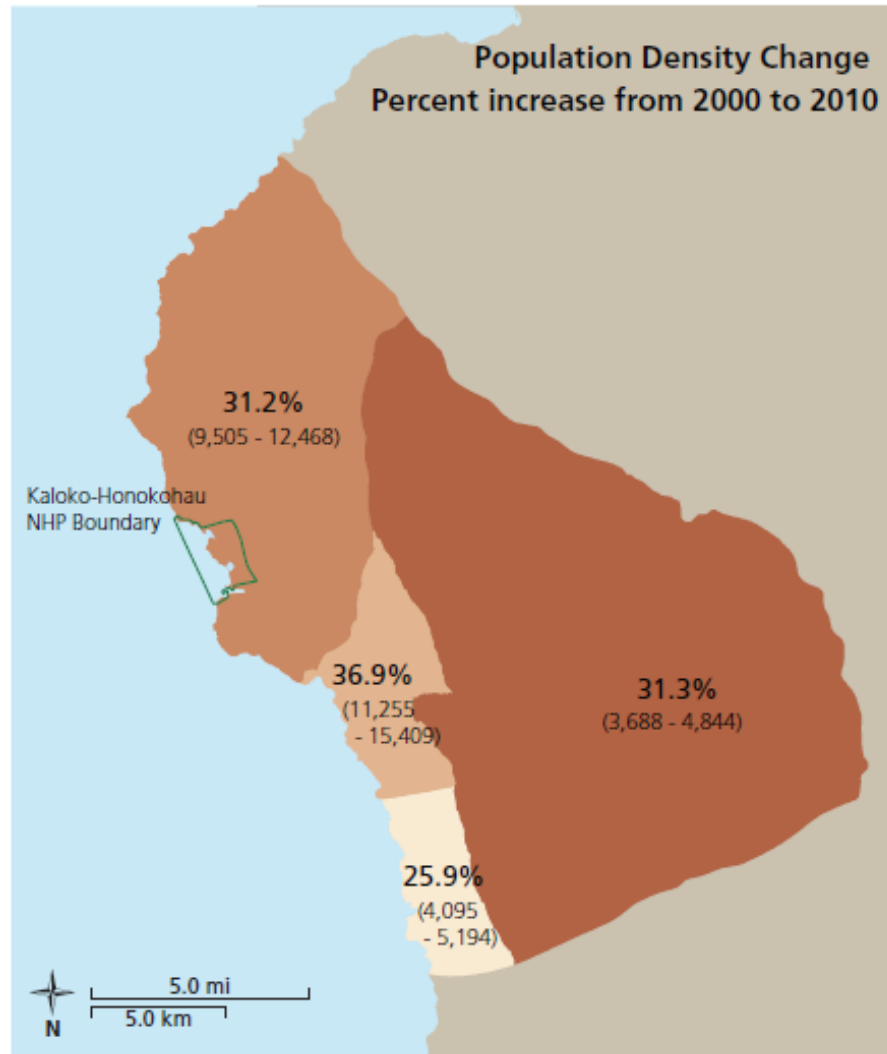 Population Density Change
Percent increase from 2000 to 2010
31.2%
(9,505 - 12,468)
Kaloko-Honokohau
NHP Boundary
36.9%
(11,255
- 15,409)
31.3%
(3,688 - 4,844)
25.9%
(4,095
- 5,194)
5.0 mi
5.0 km
N